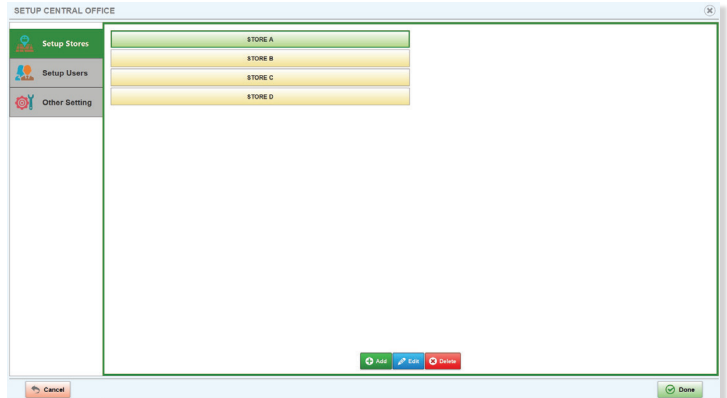 SETUP CENTRAL OFFICE
Setup Stores
Setup Users
Other Setting
STORE A
STORE B
STORE C
STORE D
Add Edit Delete
Cancel Done